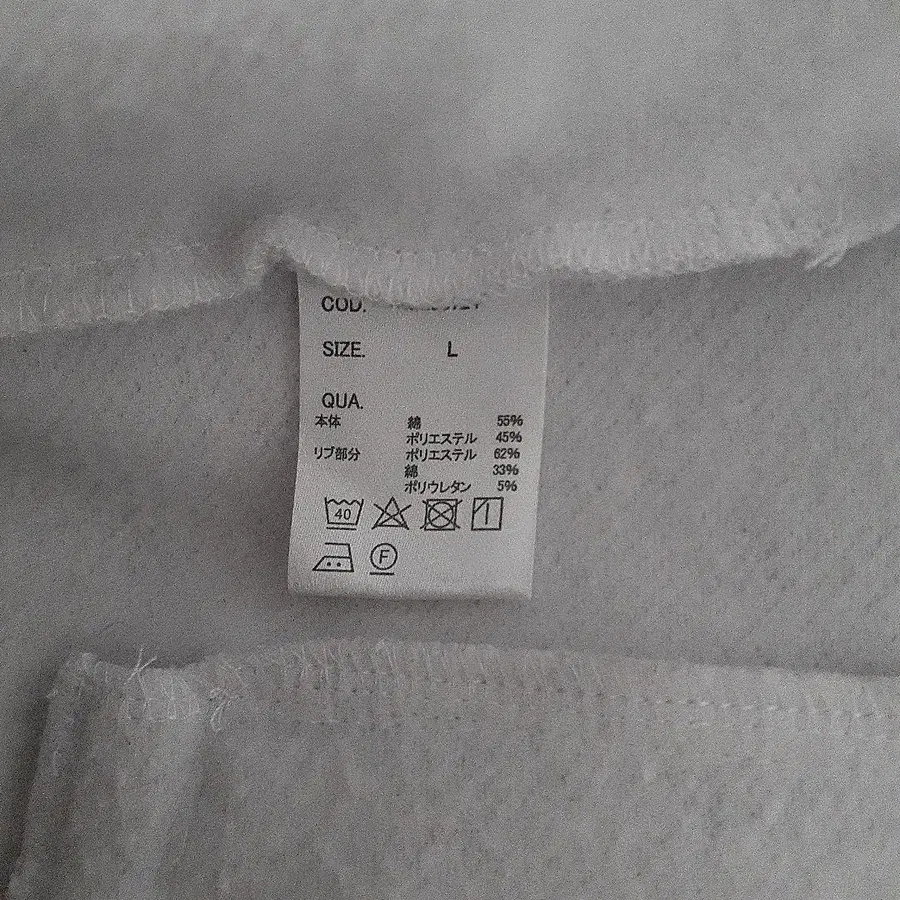 COD.
SIZE. L
QUA.
本体 綿 55%
ポリエステル 45%
リブ部分 ポリエステル 62%
綿 33%
ポリウレタン 5%
40
F